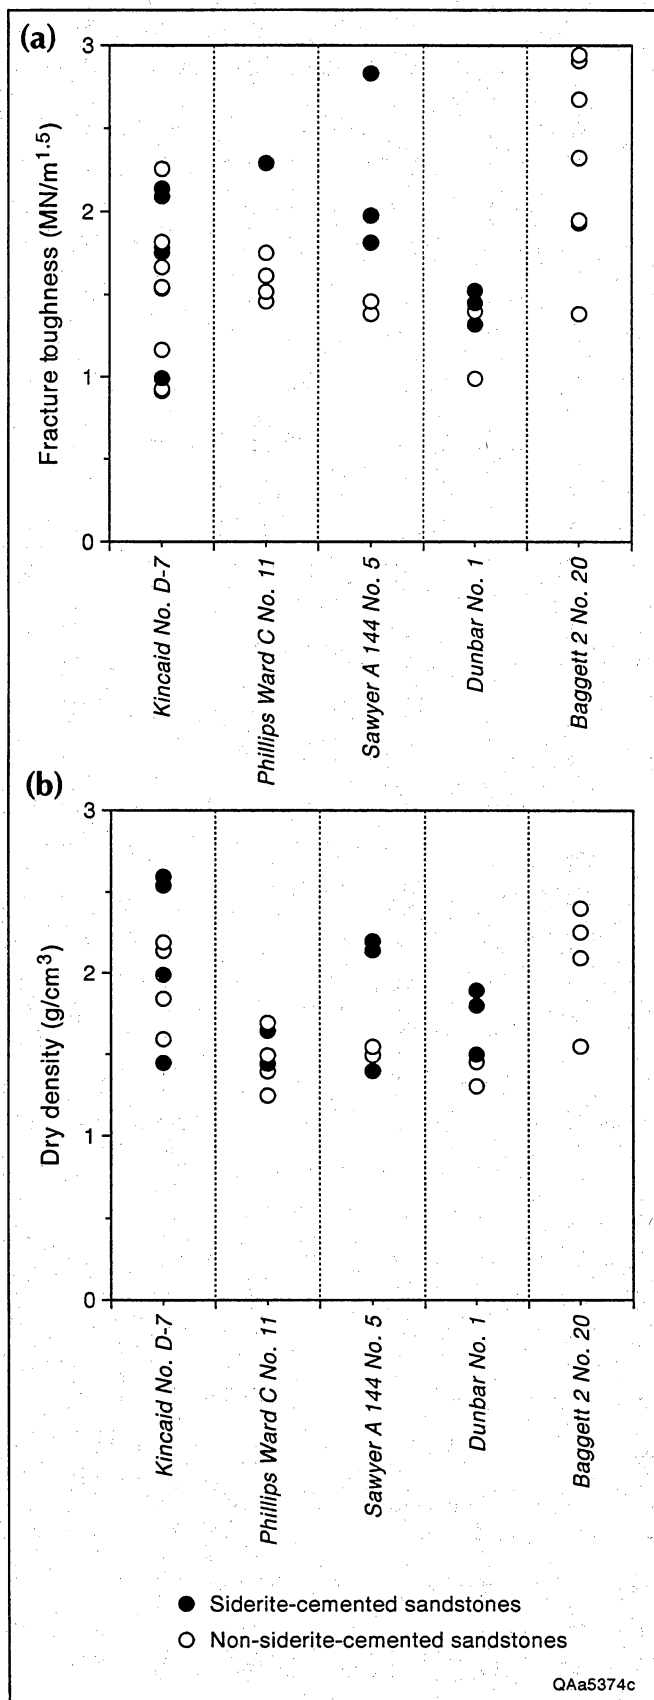 (a)
Fracture toughness (MN/m^1.5)
3
2
1
0
Kincaid No. D-7
Phillips Ward C No. 11
Sawyer A 144 No. 5
Dunbar No. 1
Baggett 2 No. 20
(b)
Dry density (g/cm³)
3
2
1
0
Kincaid No. D-7
Phillips Ward C No. 11
Sawyer A 144 No. 5
Dunbar No. 1
Baggett 2 No. 20
Siderite-cemented sandstones
Non-siderite-cemented sandstones
QAa5374c